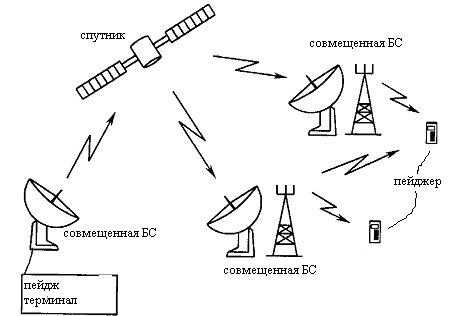 спутник
совмещенная БС
пейджер
совмещенная БС
совмещенная БС
пейдж
терминал